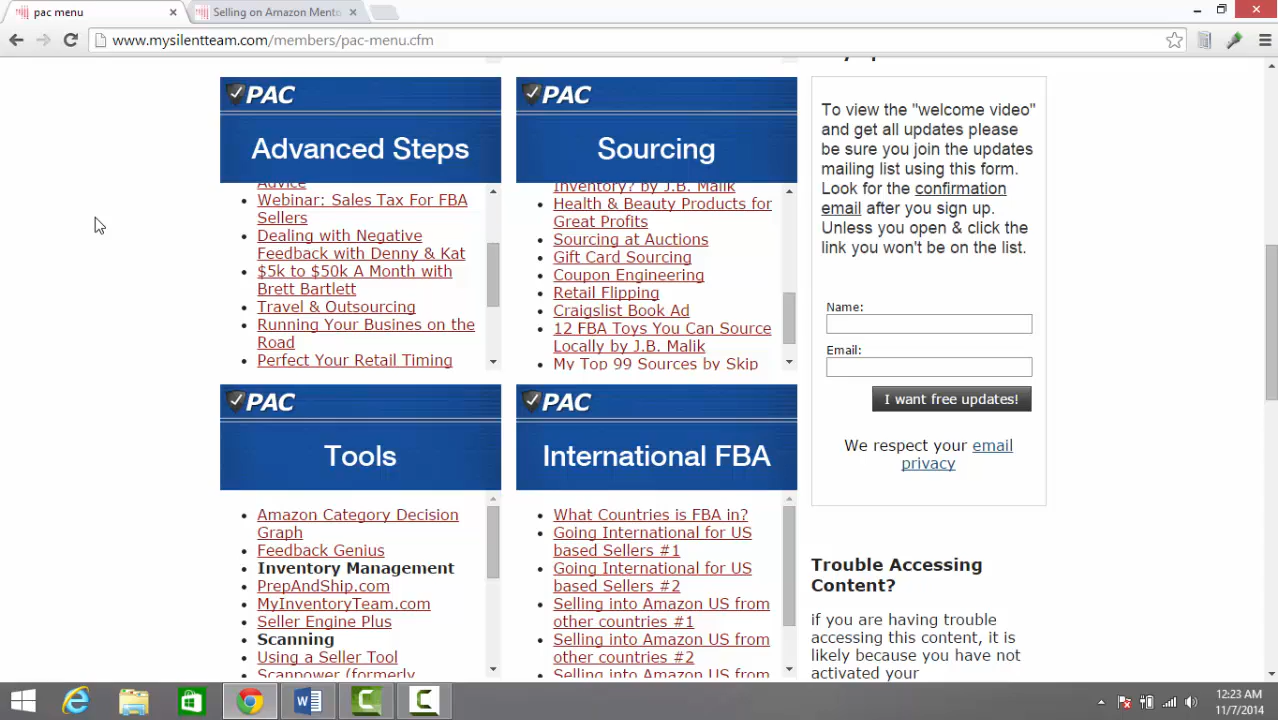 pac menu
Selling on Amazon Mento
www.mysilentteam.com/members/pac-menu.cfm
PAC
Advanced Steps
Advice
Webinar: Sales Tax For FBA
Sellers
Dealing with Negative
Feedback with Denny & Kat
$5k to $50k A Month with
Brett Bartlett
Travel & Outsourcing
Running Your Busines on the
Road
Perfect Your Retail Timing
PAC
Sourcing
Inventory? by J.B. Malik
Health & Beauty Products for
Great Profits
Sourcing at Auctions
Gift Card Sourcing
Coupon Engineering
Retail Flipping
Craigslist Book Ad
12 FBA Toys You Can Source
Locally by J.B. Malik
My Top 99 Sources by Skip
PAC
Tools
Amazon Category Decision
Graph
Feedback Genius
Inventory Management
PrepAndShip.com
MyInventoryTeam.com
Seller Engine Plus
Scanning
Using a Seller Tool
Scanpower (formerly
PAC
International FBA
What Countries is FBA in?
Going International for US
based Sellers #1
Going International for US
based Sellers #2
Selling into Amazon US from
other countries #1
Selling into Amazon US from
other countries #2
Selling into Amazon US from
To view the "welcome video"
and get all updates please
be sure you join the updates
mailing list using this form.
Look for the confirmation
email after you sign up.
Unless you open & click the
link you won't be on the list.
Name:
Email:
I want free updates!
We respect your email
privacy
Trouble Accessing
Content?
if you are having trouble
accessing this content, it is
likely because you have not
activated your
12:23 AM
11/7/2014